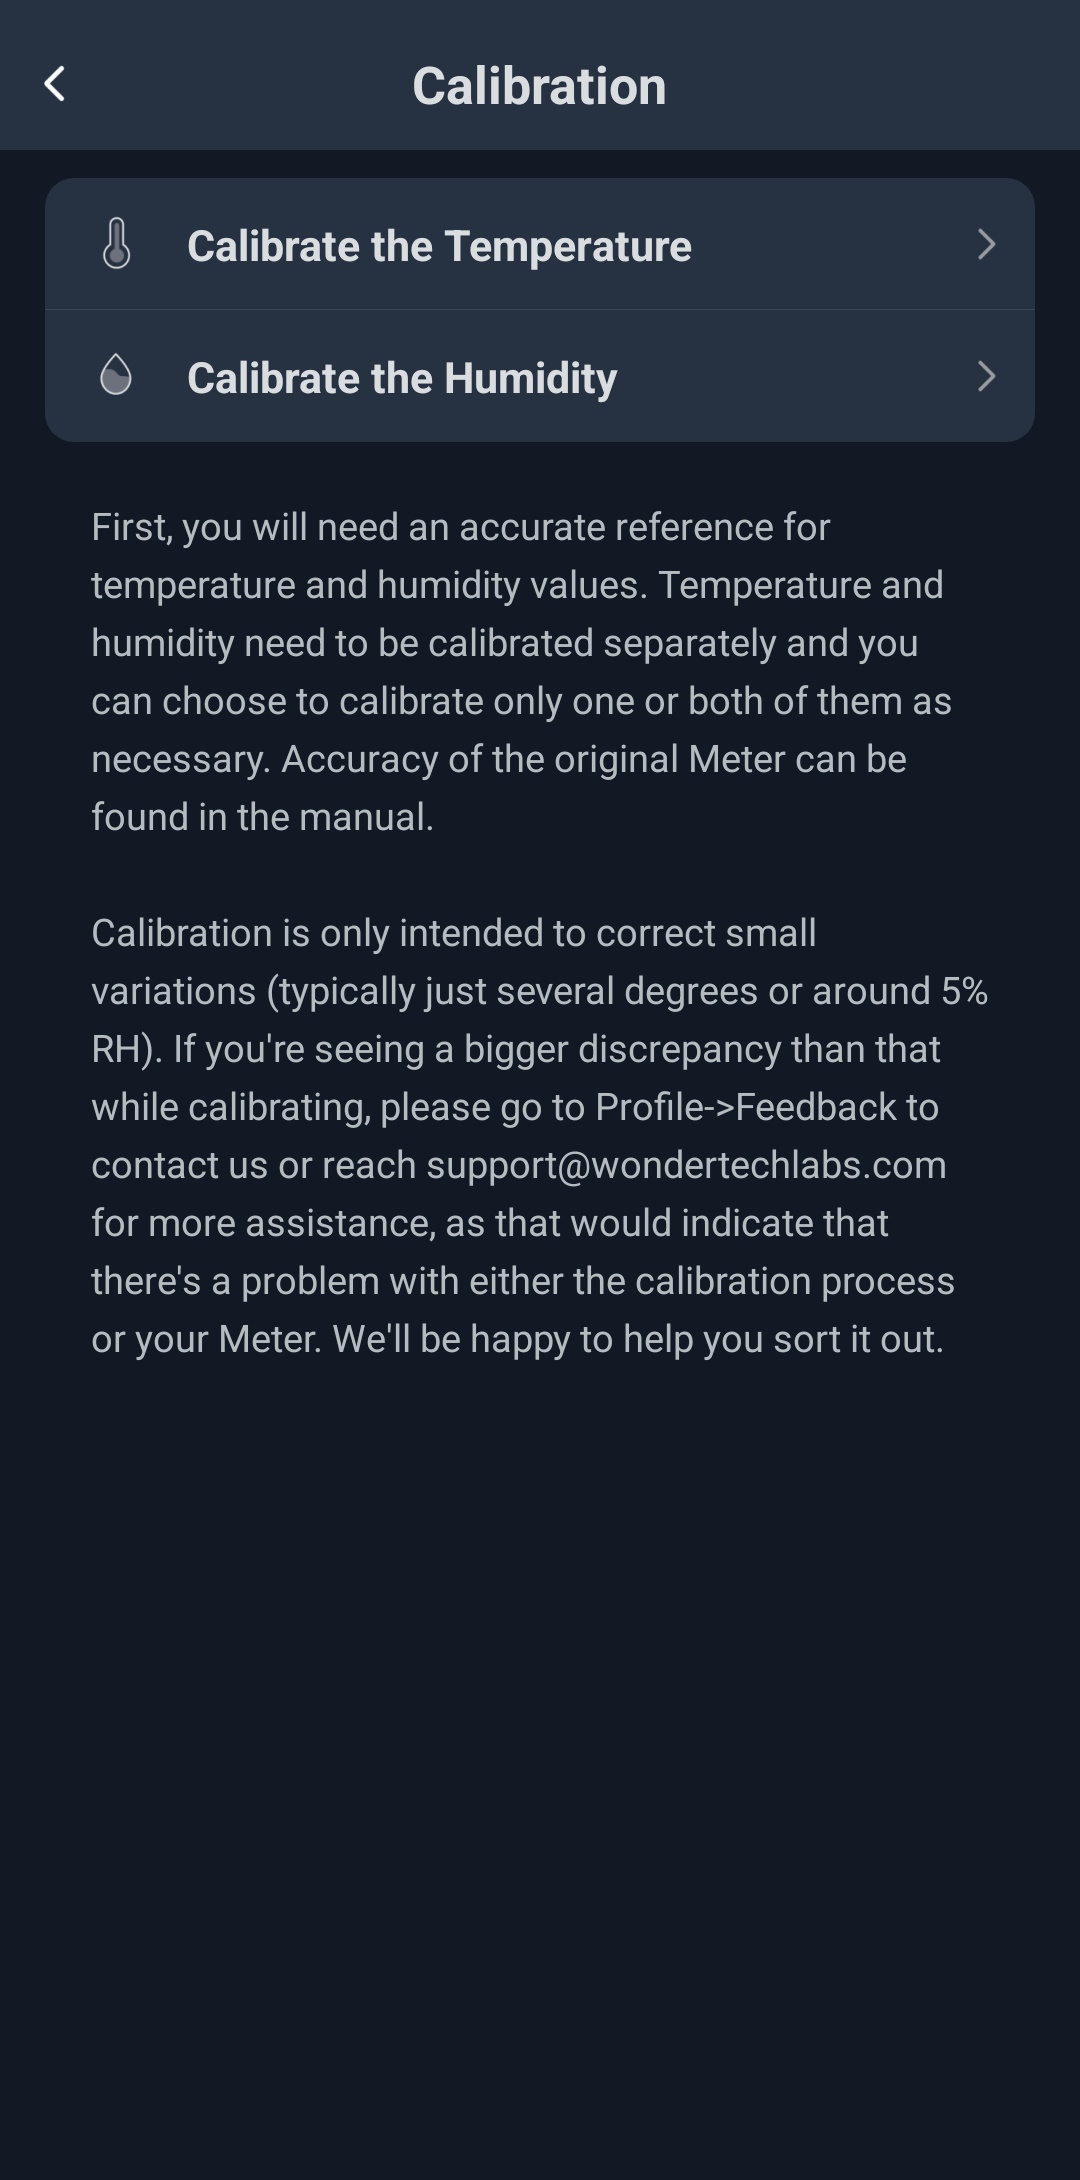 Calibration
Calibrate the Temperature
Calibrate the Humidity
First, you will need an accurate reference for
temperature and humidity values. Temperature and
humidity need to be calibrated separately and you
can choose to calibrate only one or both of them as
necessary. Accuracy of the original Meter can be
found in the manual.
Calibration is only intended to correct small
variations (typically just several degrees or around 5%
RH). If you're seeing a bigger discrepancy than that
while calibrating, please go to Profile->Feedback to
contact us or reach support@wondertechlabs.com
for more assistance, as that would indicate that
there's a problem with either the calibration process
or your Meter. We'll be happy to help you sort it out.